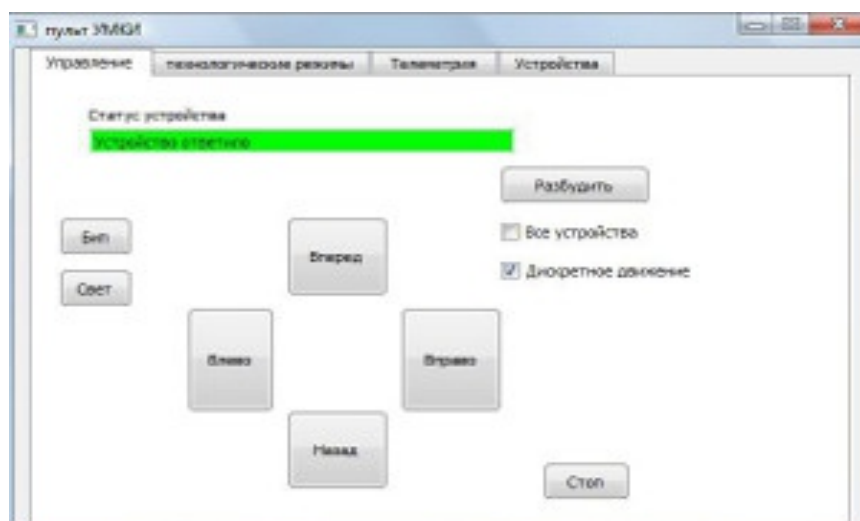 пульт УМКИ
Управление технологические режимы Телеметрия Устройства
Статус устройства
Устройство ответило
Разбудить
Бип
Вперед
Все устройства
Свет
Дискретное движение
Влево
Вправо
Назад
Стоп